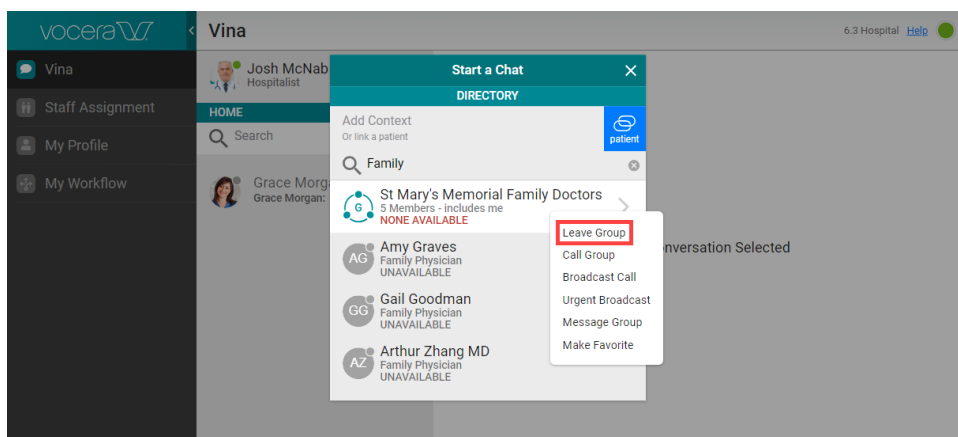 vocera
Vina
6.3 Hospital Help
Vina
Staff Assignment
My Profile
My Workflow
Josh McNab
Hospitalist
HOME
Search
Grace Morg
Grace Morgan:
Start a Chat
DIRECTORY
Add Context
Or link a patient
patient
Family
G
St Mary's Memorial Family Doctors
5 Members - includes me
NONE AVAILABLE
AG
Amy Graves
Family Physician
UNAVAILABLE
GG
Gail Goodman
Family Physician
UNAVAILABLE
AZ
Arthur Zhang MD
Family Physician
UNAVAILABLE
Leave Group
Call Group
Broadcast Call
Urgent Broadcast
Message Group
Make Favorite
nversation Selected